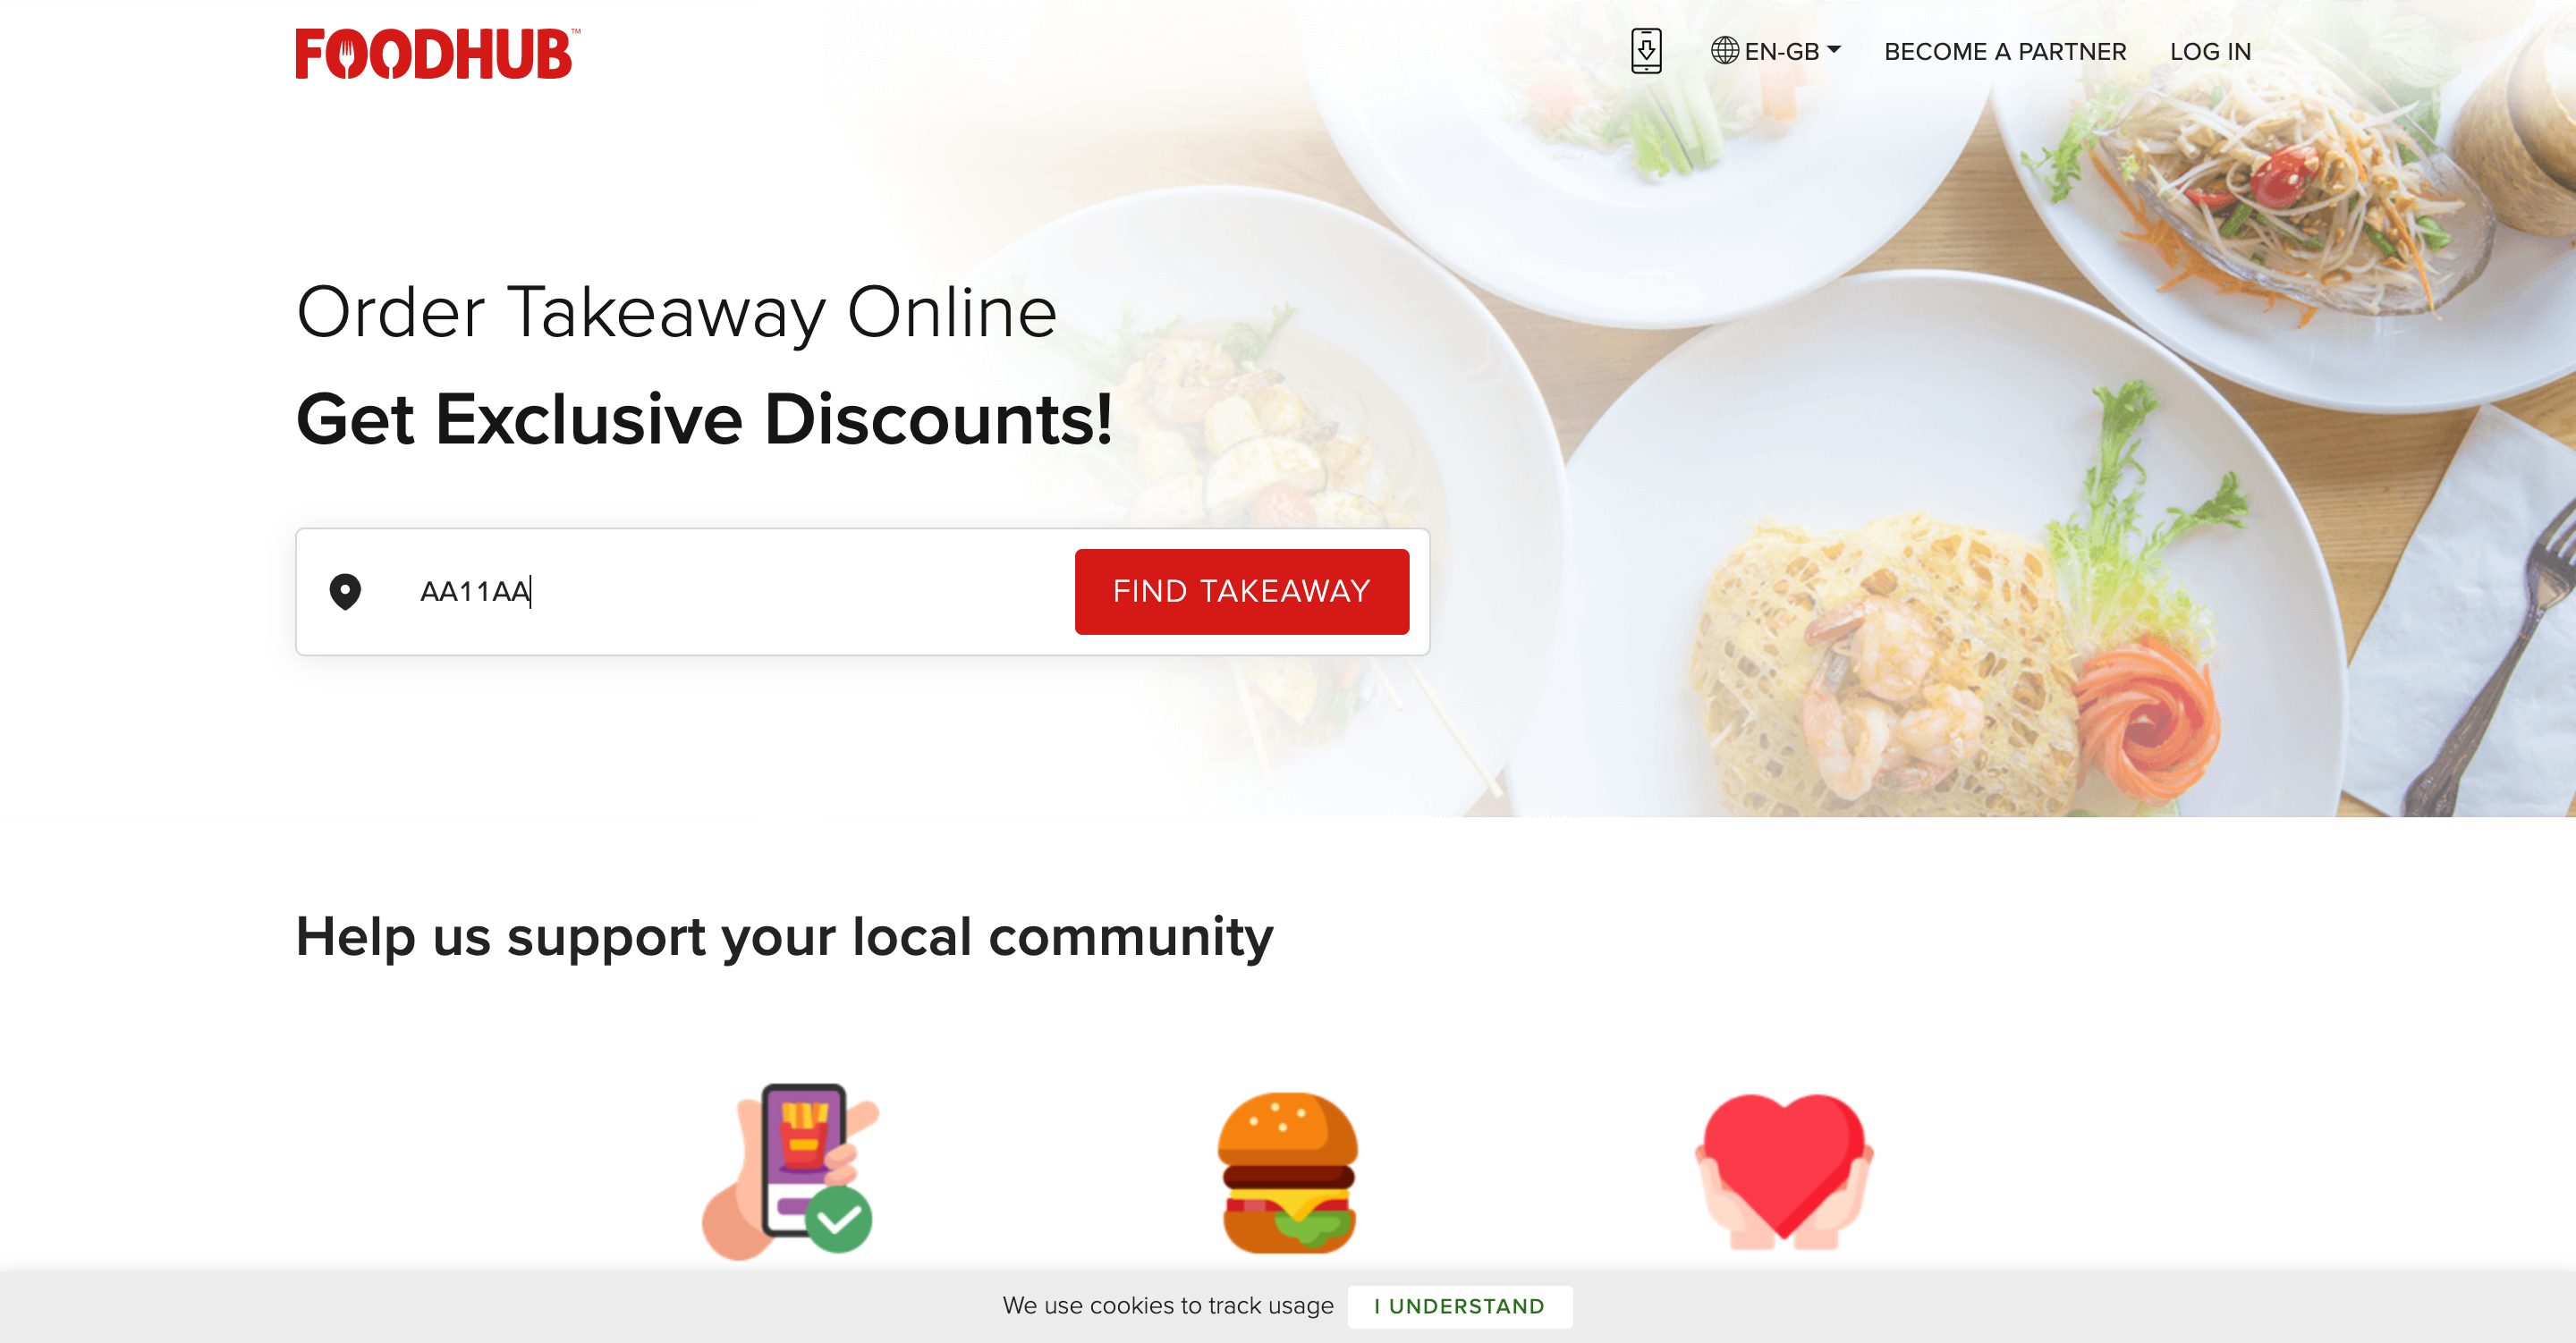 FOODHUB™
EN-GB
BECOME A PARTNER
LOG IN
Order Takeaway Online
Get Exclusive Discounts!
AA11AA
FIND TAKEAWAY
Help us support your local community
We use cookies to track usage
I UNDERSTAND